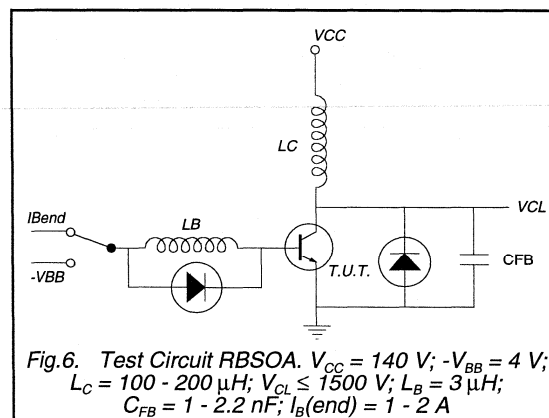 VCC
LC
IBend
LB
VCL
-VBB
T.U.T.
CFB
Fig.6. Test Circuit RBSOA. VCC = 140 V; -VBB = 4 V;
LC = 100 - 200 µH; VCL ≤ 1500 V; LB = 3 µH;
CFB = 1 - 2.2 nF; IB(end) = 1 - 2 A